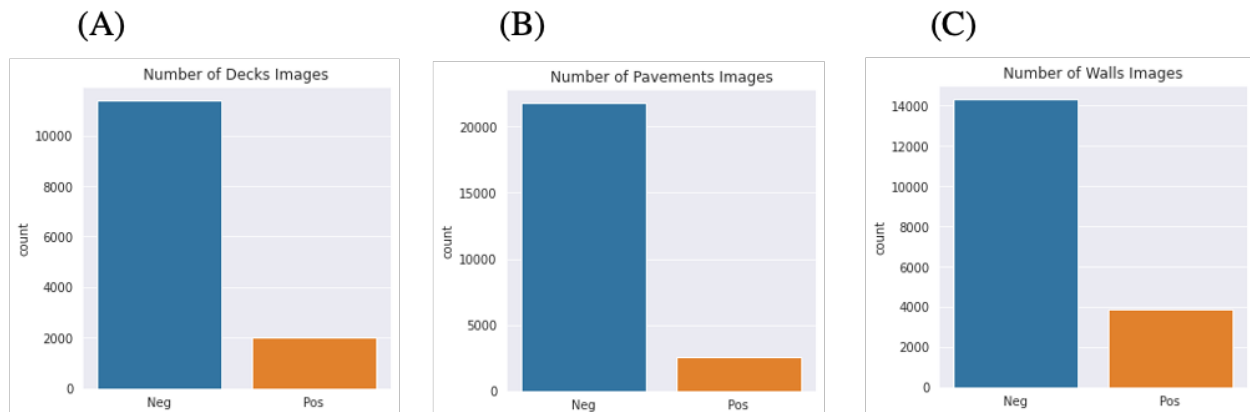 (A)
Number of Decks Images
count
10000
8000
6000
4000
2000
0
Neg Pos
(B)
Number of Pavements Images
count
20000
15000
10000
5000
0
Neg Pos
(C)
Number of Walls Images
count
14000
12000
10000
8000
6000
4000
2000
0
Neg Pos